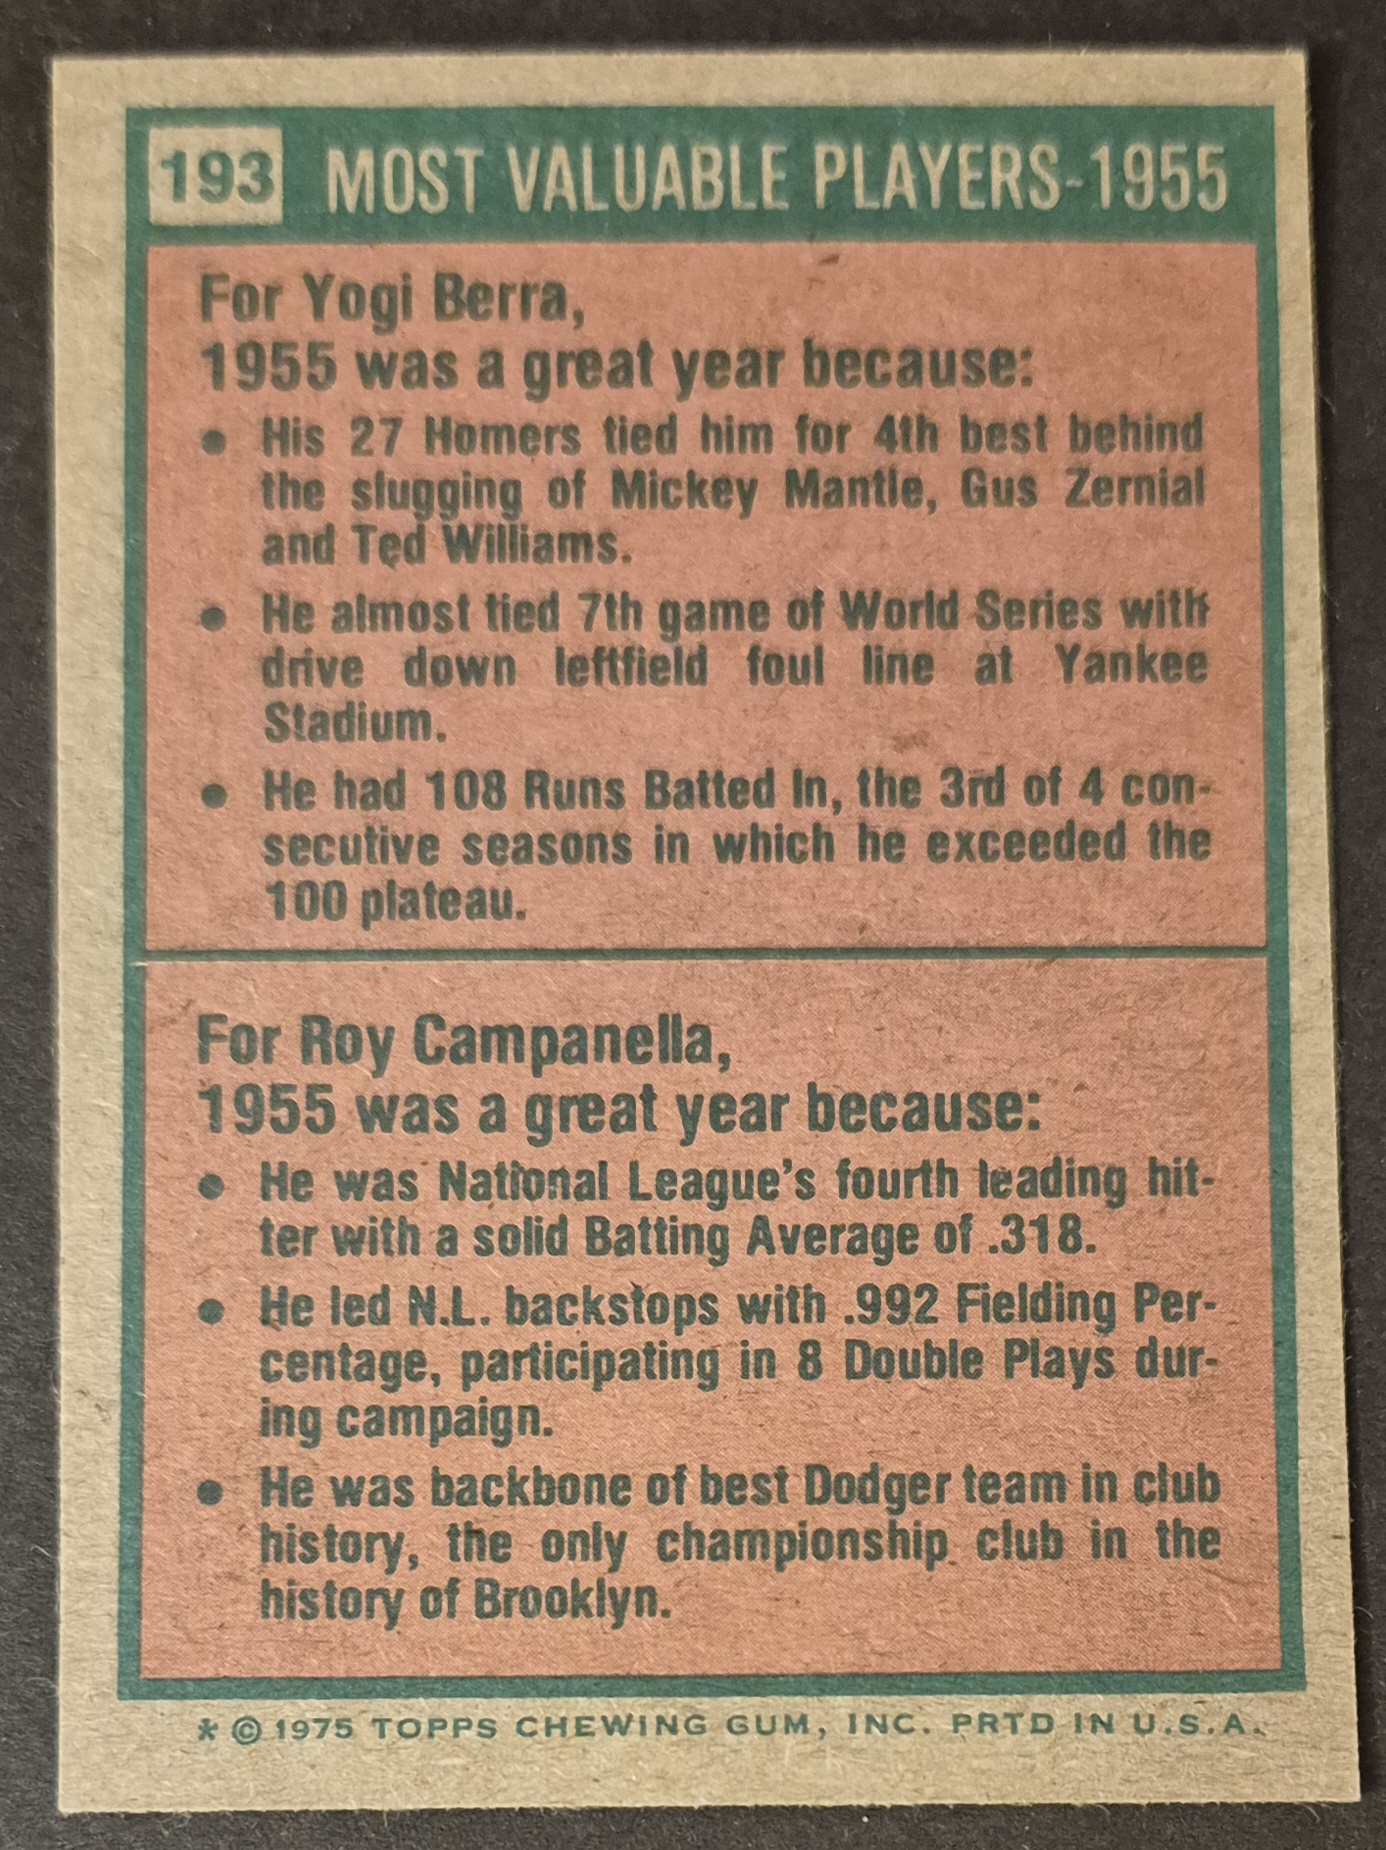 193 MOST VALUABLE PLAYERS-1955
For Yogi Berra,
1955 was a great year because:
• His 27 Homers tied him for 4th best behind
the slugging of Mickey Mantle, Gus Zernial
and Ted Williams.
• He almost tied 7th game of World Series with
drive down leftfield foul line at Yankee
Stadium.
• He had 108 Runs Batted In, the 3rd of 4 con-
secutive seasons in which he exceeded the
100 plateau.
For Roy Campanella,
1955 was a great year because:
• He was National League's fourth leading hit-
ter with a solid Batting Average of .318.
• He led N.L. backstops with .992 Fielding Per-
centage, participating in 8 Double Plays dur-
ing campaign.
• He was backbone of best Dodger team in club
history, the only championship club in the
history of Brooklyn.
* © 1975 TOPPS CHEWING GUM, INC. PRTD IN U.S.A.